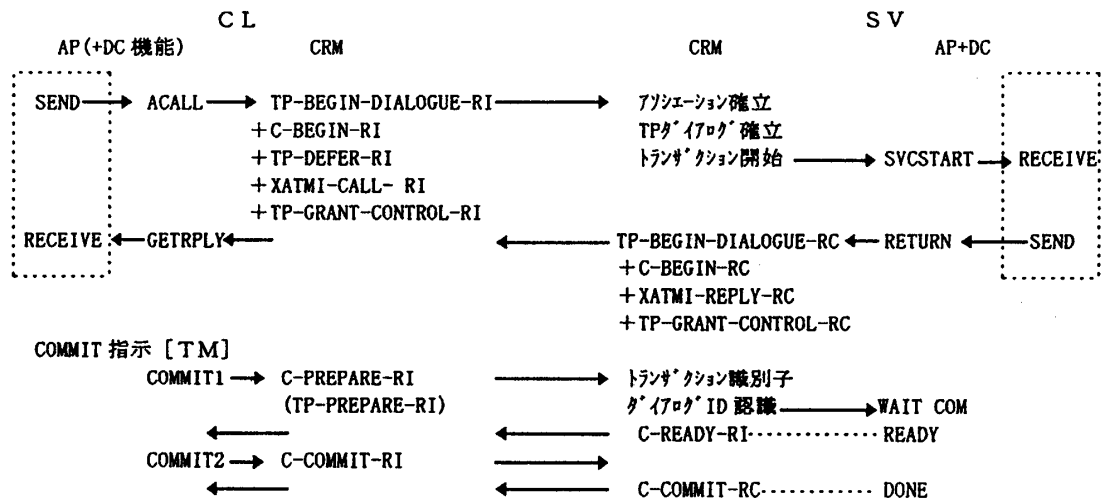 CL SV
AP(+DC 機能) CRM CRM AP+DC
SEND ACALL TP-BEGIN-DIALOGUE-RI アソシエーション確立
+C-BEGIN-RI TPダイアログ確立
+TP-DEFER-RI トランザクション開始 SVCSTART RECEIVE
+XATMI-CALL- RI
+TP-GRANT-CONTROL-RI
RECEIVE GETRPLY TP-BEGIN-DIALOGUE-RC RETURN SEND
+C-BEGIN-RC
+XATMI-REPLY-RC
+TP-GRANT-CONTROL-RC
COMMIT 指示 [TM]
COMMIT1 C-PREPARE-RI トランザクション識別子
(TP-PREPARE-RI) ダイアログID 認識 WAIT COM
C-READY-RI READY
COMMIT2 C-COMMIT-RI
C-COMMIT-RC DONE